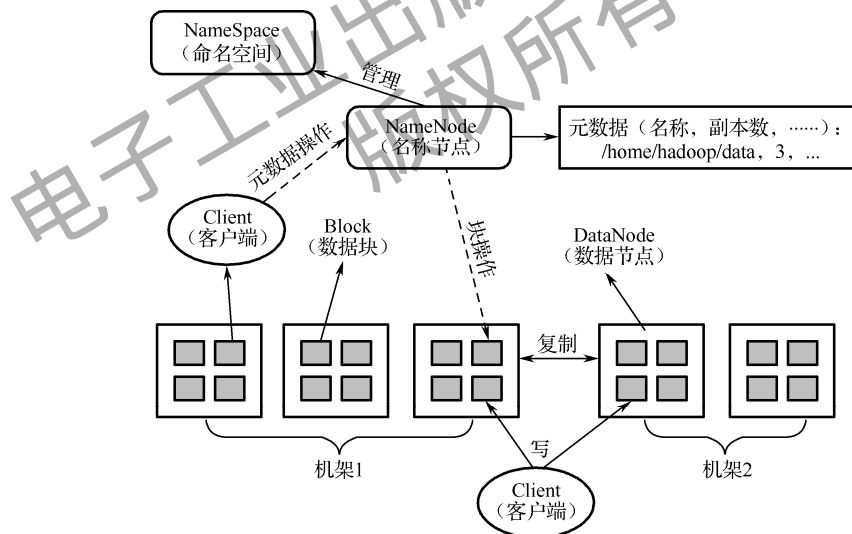 电子工业出版
版权所有
NameSpace
（命名空间）
管理
NameNode
（名称节点）
元数据（名称，副本数，……）：
/home/hadoop/data，3，...
元数据操作
Client
（客户端）
Block
（数据块）
块操作
DataNode
（数据节点）
复制
写
机架1
机架2
Client
（客户端）